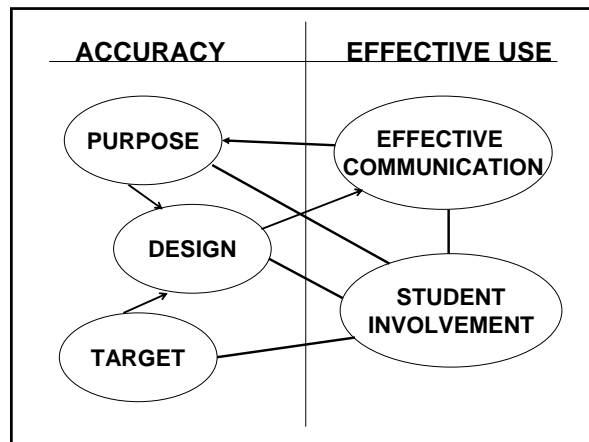 ACCURACY
EFFECTIVE USE
PURPOSE
EFFECTIVE
COMMUNICATION
DESIGN
STUDENT
INVOLVEMENT
TARGET